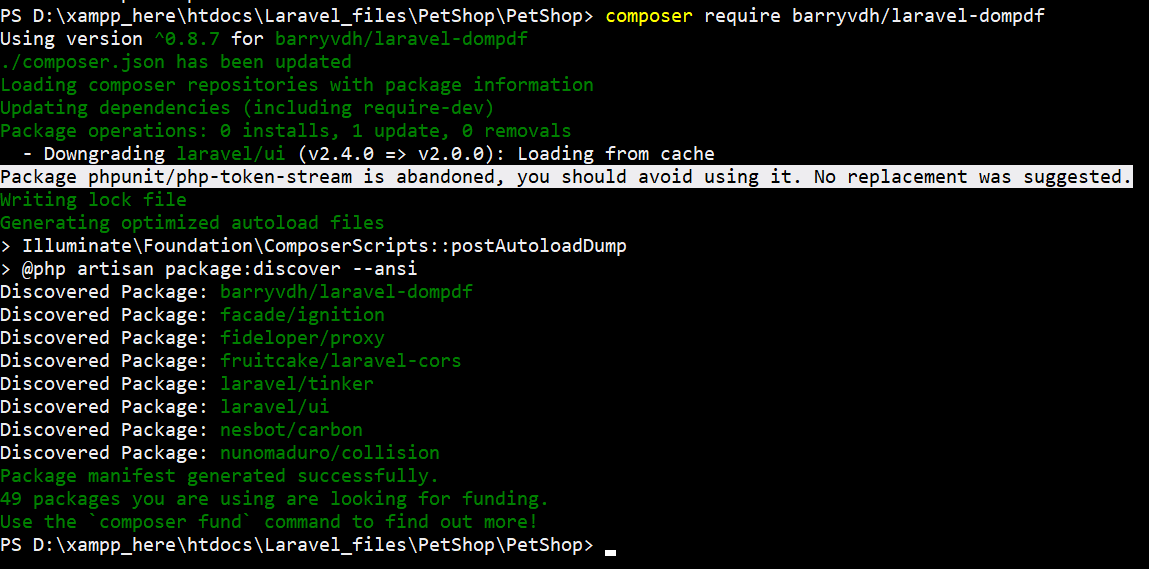 PS D:\xampp_here\htdocs\Laravel_files\PetShop\PetShop> composer require barryvdh/laravel-dompdf
Using version ^0.8.7 for barryvdh/laravel-dompdf
./composer.json has been updated
Loading composer repositories with package information
Updating dependencies (including require-dev)
Package operations: 0 installs, 1 update, 0 removals
  - Downgrading laravel/ui (v2.4.0 => v2.0.0): Loading from cache
Package phpunit/php-token-stream is abandoned, you should avoid using it. No replacement was suggested.
Writing lock file
Generating optimized autoload files
> Illuminate\Foundation\ComposerScripts::postAutoloadDump
> @php artisan package:discover --ansi
Discovered Package: barryvdh/laravel-dompdf
Discovered Package: facade/ignition
Discovered Package: fideloper/proxy
Discovered Package: fruitcake/laravel-cors
Discovered Package: laravel/tinker
Discovered Package: laravel/ui
Discovered Package: nesbot/carbon
Discovered Package: nunomaduro/collision
Package manifest generated successfully.
49 packages you are using are looking for funding.
Use the `composer fund` command to find out more!
PS D:\xampp_here\htdocs\Laravel_files\PetShop\PetShop>